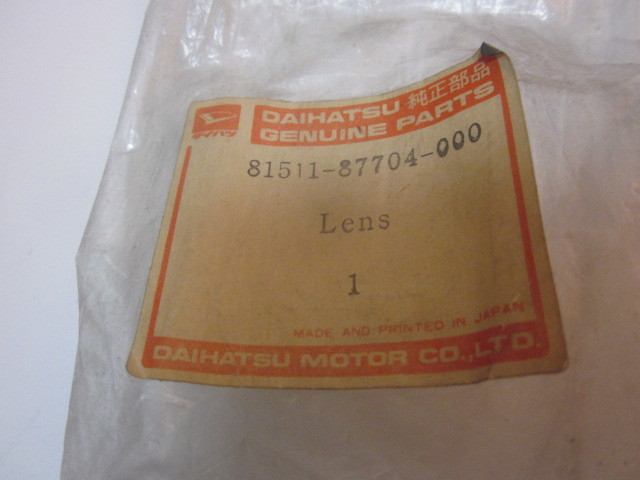 DAIHATSU 純正部品
GENUINE PARTS
ダイハツ
81511-87704-000
Lens
1
MADE AND PRINTED IN JAPAN
DAIHATSU MOTOR CO.,LTD.